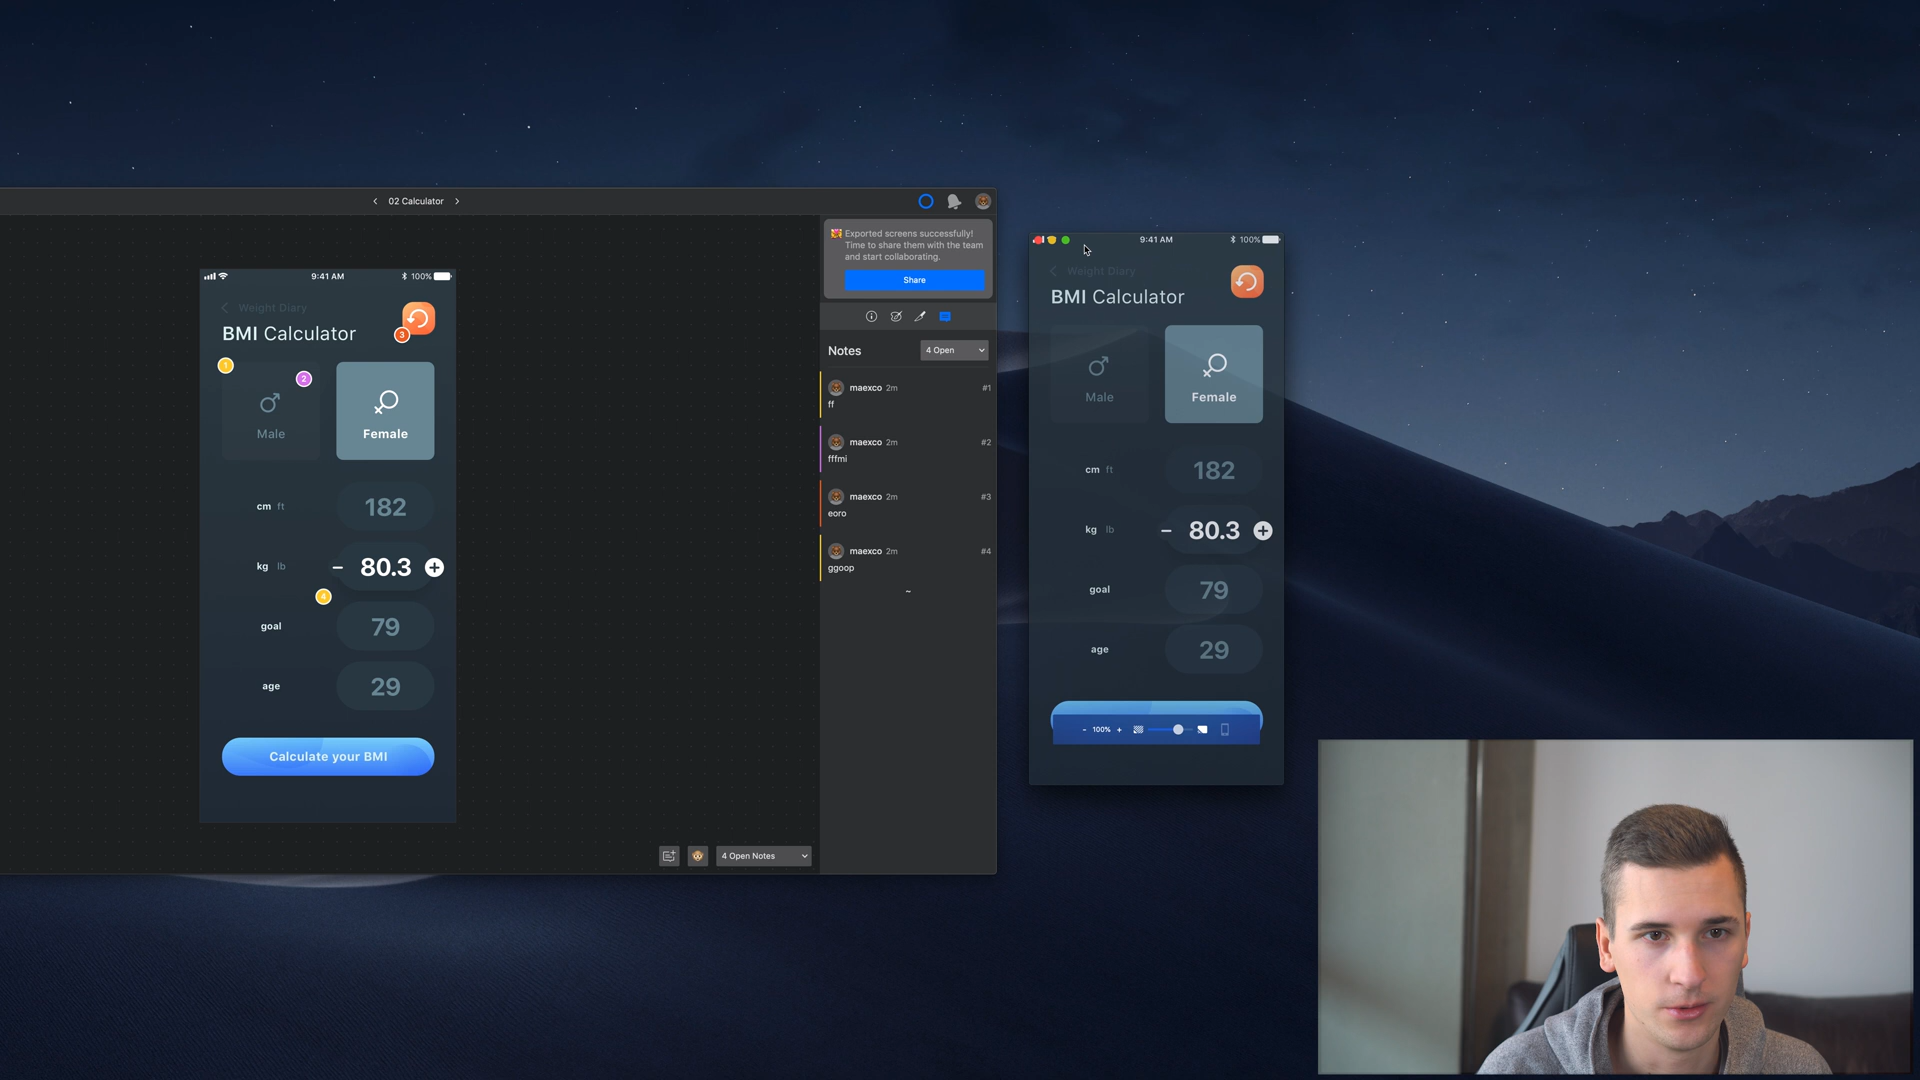 02 Calculator
9:41 AM
100%
Weight Diary
BMI Calculator
3
1
2
Male
Female
cm ft
182
kg lb
− 80.3 +
4
goal
79
age
29
Calculate your BMI
4 Open Notes
Exported screens successfully!
Time to share them with the team
and start collaborating.
Share
Notes
4 Open
maexco 2m #1
ff
maexco 2m #2
fffmi
maexco 2m #3
eoro
maexco 2m #4
ggoop
~
9:41 AM
100%
Weight Diary
BMI Calculator
Male
Female
cm ft
182
kg lb
− 80.3 +
goal
79
age
29
- 100% +